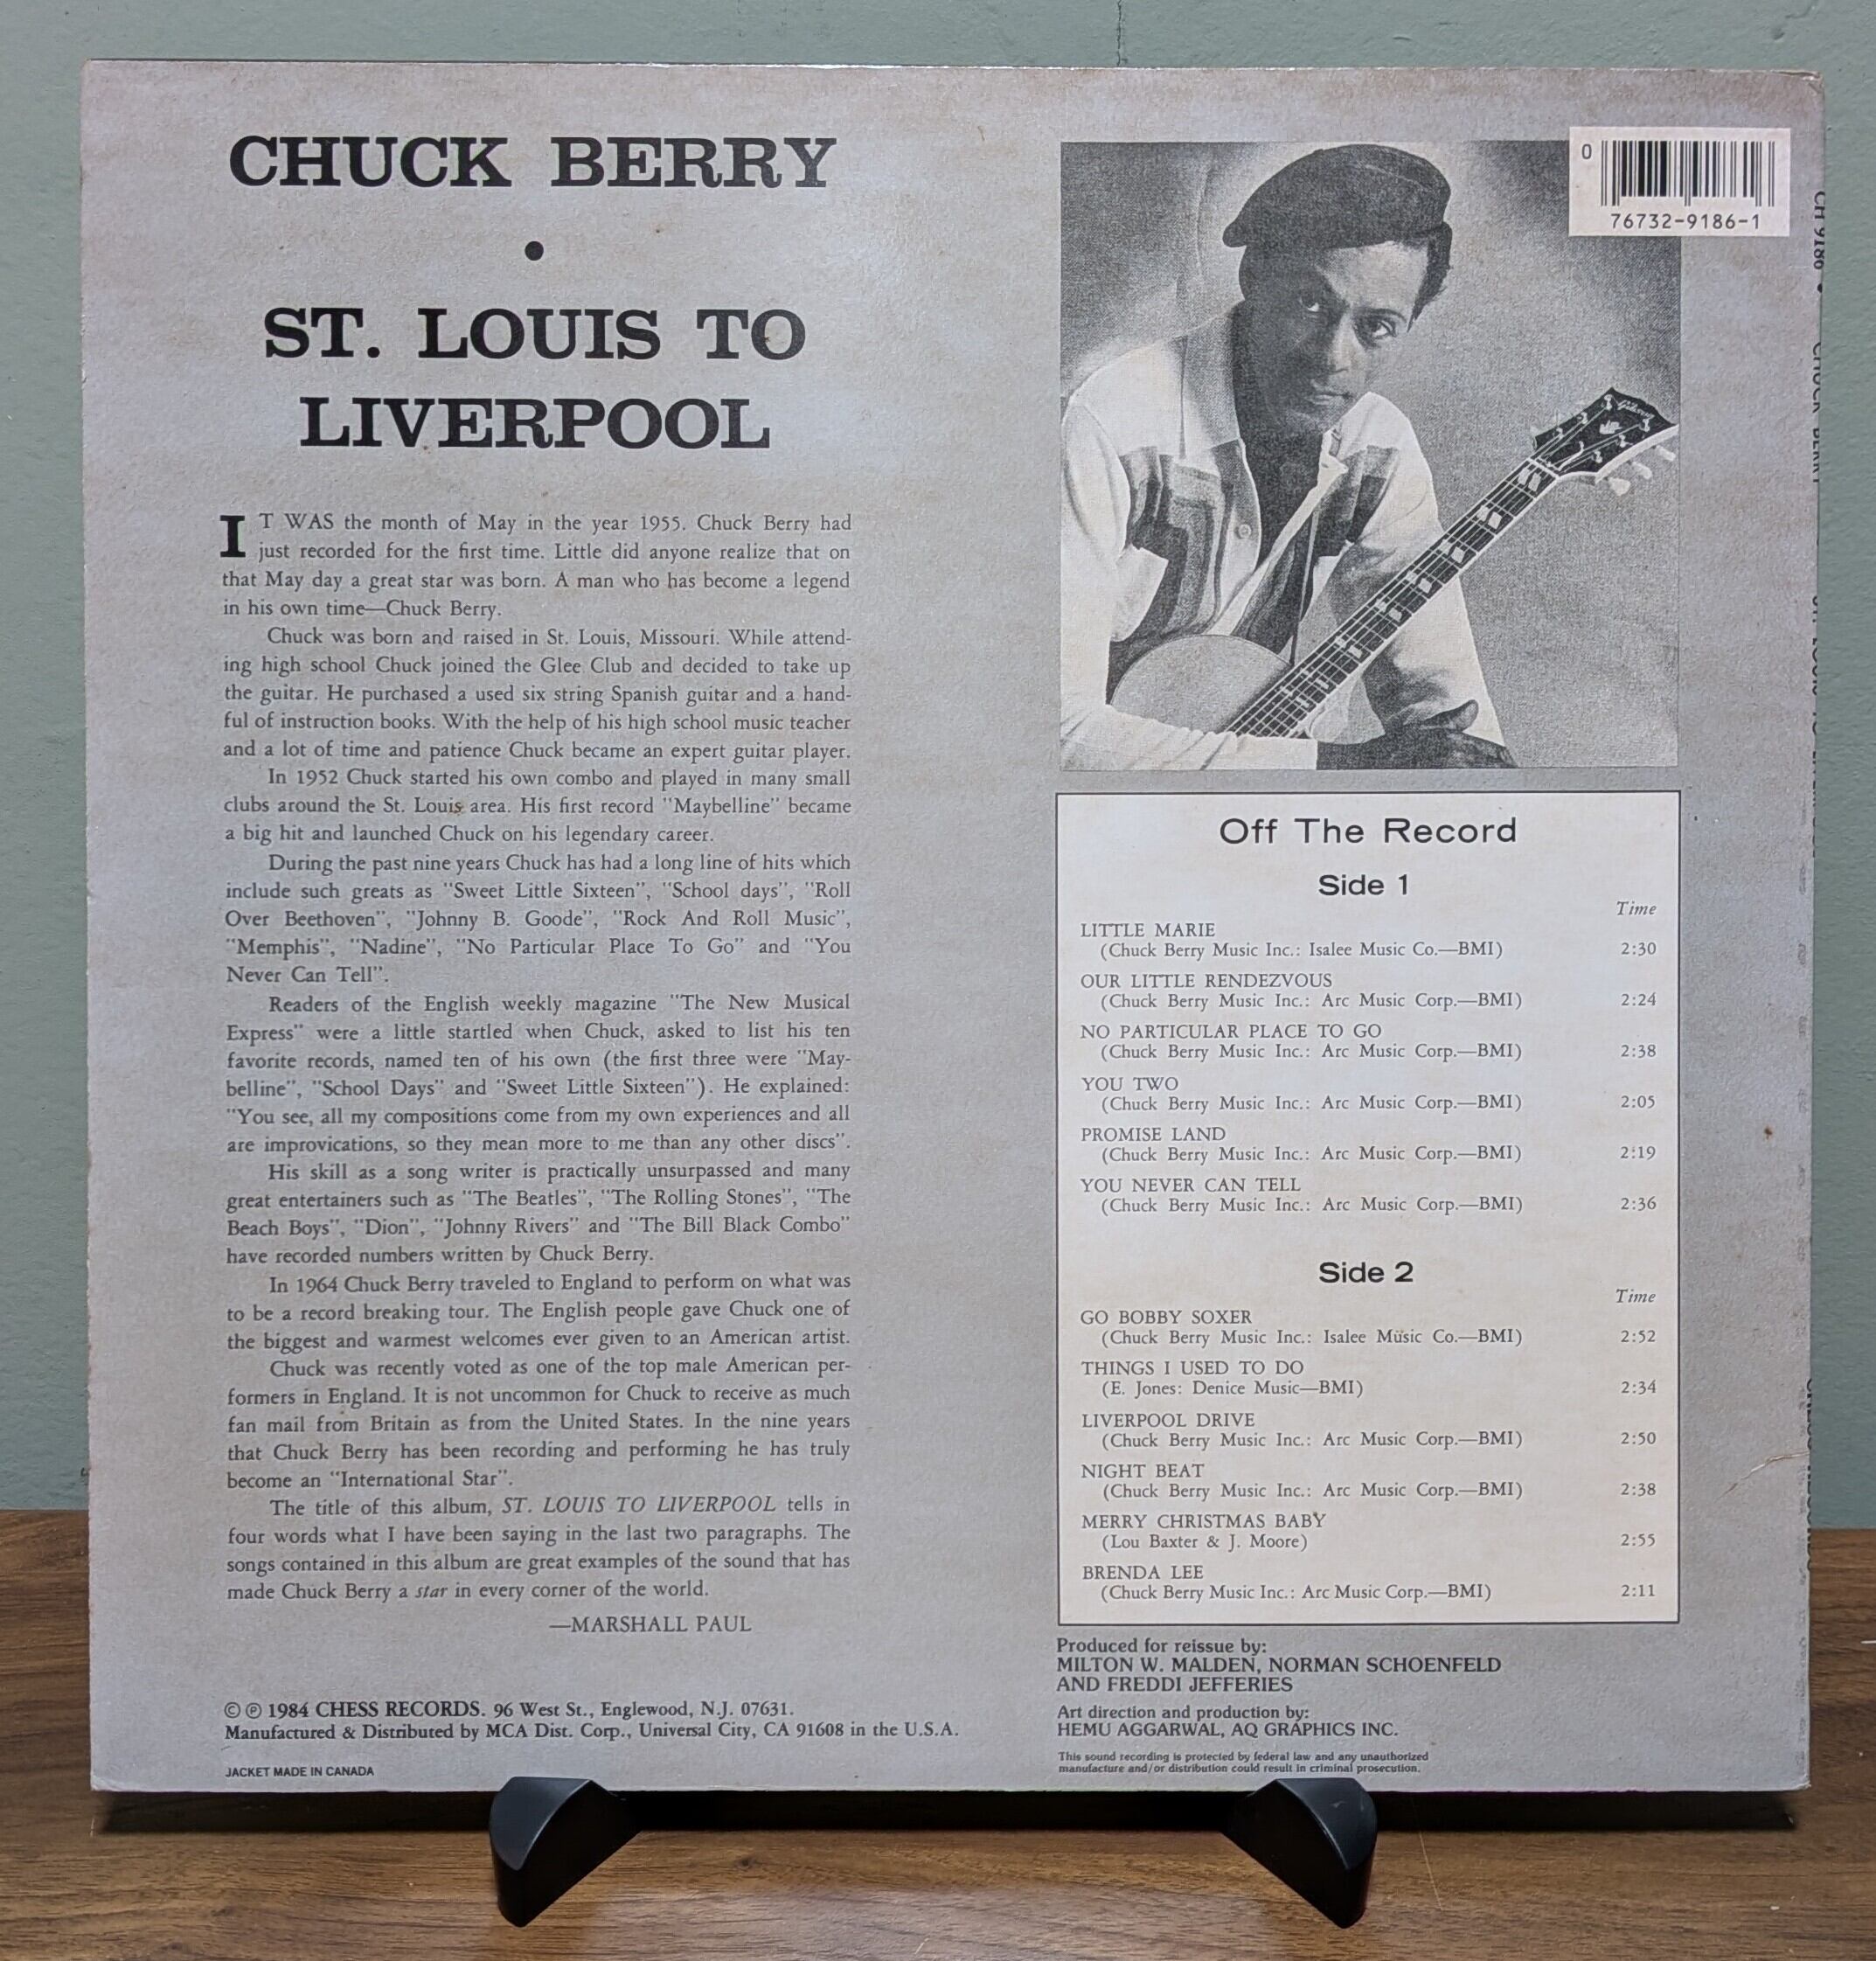 CHUCK BERRY
•
ST. LOUIS TO
LIVERPOOL
IT WAS the month of May in the year 1955. Chuck Berry had
just recorded for the first time. Little did anyone realize that on
that May day a great star was born. A man who has become a legend
in his own time—Chuck Berry.
Chuck was born and raised in St. Louis, Missouri. While attend-
ing high school Chuck joined the Glee Club and decided to take up
the guitar. He purchased a used six string Spanish guitar and a hand-
ful of instruction books. With the help of his high school music teacher
and a lot of time and patience Chuck became an expert guitar player.
In 1952 Chuck started his own combo and played in many small
clubs around the St. Louis area. His first record "Maybelline" became
a big hit and launched Chuck on his legendary career.
During the past nine years Chuck has had a long line of hits which
include such greats as "Sweet Little Sixteen", "School days", "Roll
Over Beethoven", "Johnny B. Goode", "Rock And Roll Music",
"Memphis", "Nadine", "No Particular Place To Go" and "You
Never Can Tell".
Readers of the English weekly magazine "The New Musical
Express" were a little startled when Chuck, asked to list his ten
favorite records, named ten of his own (the first three were "May-
belline", "School Days" and "Sweet Little Sixteen"). He explained:
"You see, all my compositions come from my own experiences and all
are improvications, so they mean more to me than any other discs".
His skill as a song writer is practically unsurpassed and many
great entertainers such as "The Beatles", "The Rolling Stones", "The
Beach Boys", "Dion", "Johnny Rivers" and "The Bill Black Combo"
have recorded numbers written by Chuck Berry.
In 1964 Chuck Berry traveled to England to perform on what was
to be a record breaking tour. The English people gave Chuck one of
the biggest and warmest welcomes ever given to an American artist.
Chuck was recently voted as one of the top male American per-
formers in England. It is not uncommon for Chuck to receive as much
fan mail from Britain as from the United States. In the nine years
that Chuck Berry has been recording and performing he has truly
become an "International Star".
The title of this album, ST. LOUIS TO LIVERPOOL tells in
four words what I have been saying in the last two paragraphs. The
songs contained in this album are great examples of the sound that has
made Chuck Berry a star in every corner of the world.
—MARSHALL PAUL
© ℗ 1984 CHESS RECORDS. 96 West St., Englewood, N.J. 07631.
Manufactured & Distributed by MCA Dist. Corp., Universal City, CA 91608 in the U.S.A.
JACKET MADE IN CANADA
0
76732-9186-1
Gibson
Off The Record
Side 1
Time
LITTLE MARIE
(Chuck Berry Music Inc.: Isalee Music Co.—BMI) 2:30
OUR LITTLE RENDEZVOUS
(Chuck Berry Music Inc.: Arc Music Corp.—BMI) 2:24
NO PARTICULAR PLACE TO GO
(Chuck Berry Music Inc.: Arc Music Corp.—BMI) 2:38
YOU TWO
(Chuck Berry Music Inc.: Arc Music Corp.—BMI) 2:05
PROMISE LAND
(Chuck Berry Music Inc.: Arc Music Corp.—BMI) 2:19
YOU NEVER CAN TELL
(Chuck Berry Music Inc.: Arc Music Corp.—BMI) 2:36
Side 2
Time
GO BOBBY SOXER
(Chuck Berry Music Inc.: Isalee Music Co.—BMI) 2:52
THINGS I USED TO DO
(E. Jones: Denice Music—BMI) 2:34
LIVERPOOL DRIVE
(Chuck Berry Music Inc.: Arc Music Corp.—BMI) 2:50
NIGHT BEAT
(Chuck Berry Music Inc.: Arc Music Corp.—BMI) 2:38
MERRY CHRISTMAS BABY
(Lou Baxter & J. Moore) 2:55
BRENDA LEE
(Chuck Berry Music Inc.: Arc Music Corp.—BMI) 2:11
Produced for reissue by:
MILTON W. MALDEN, NORMAN SCHOENFELD
AND FREDDI JEFFERIES
Art direction and production by:
HEMU AGGARWAL, AQ GRAPHICS INC.
This sound recording is protected by federal law and any unauthorized
manufacture and/or distribution could result in criminal prosecution.
CH 9186 • CHUCK BERRY